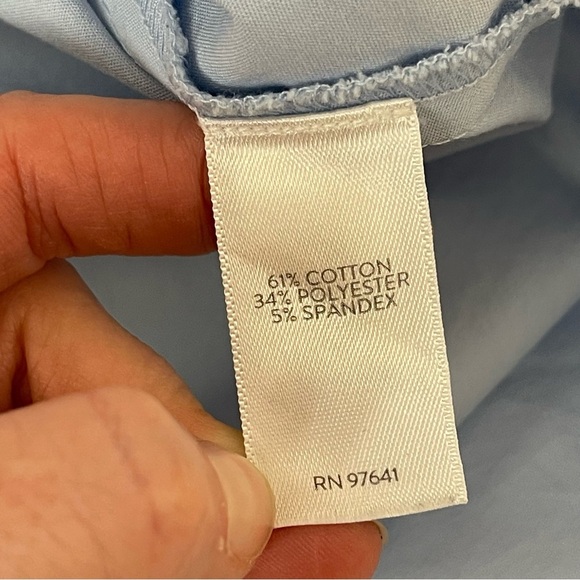 61% COTTON
34% POLYESTER
5% SPANDEX
RN 97641